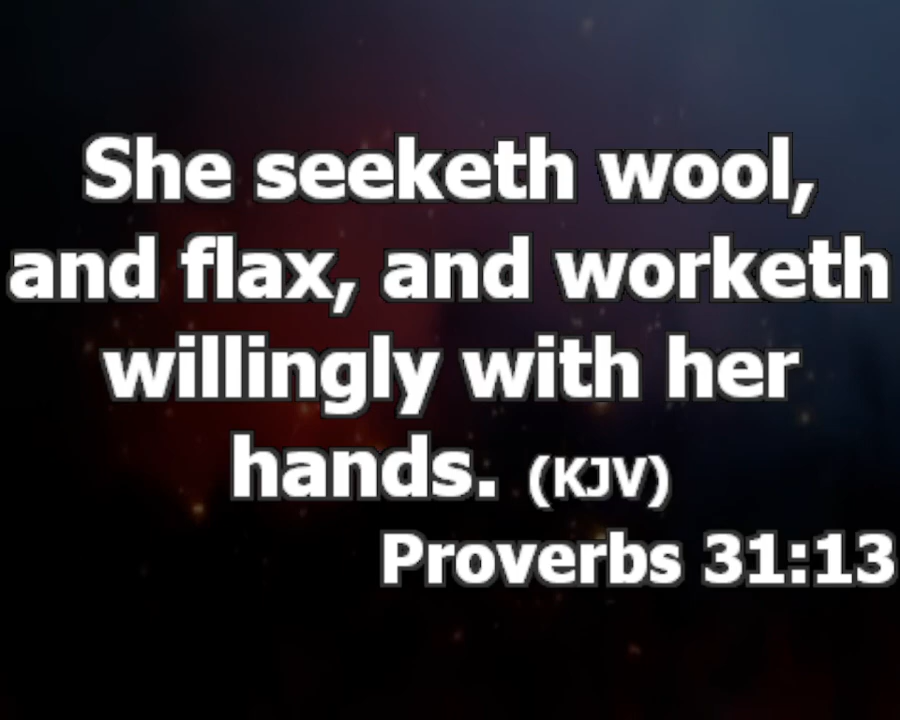 She seeketh wool,
and flax, and worketh
willingly with her
hands. (KJV)
Proverbs 31:13